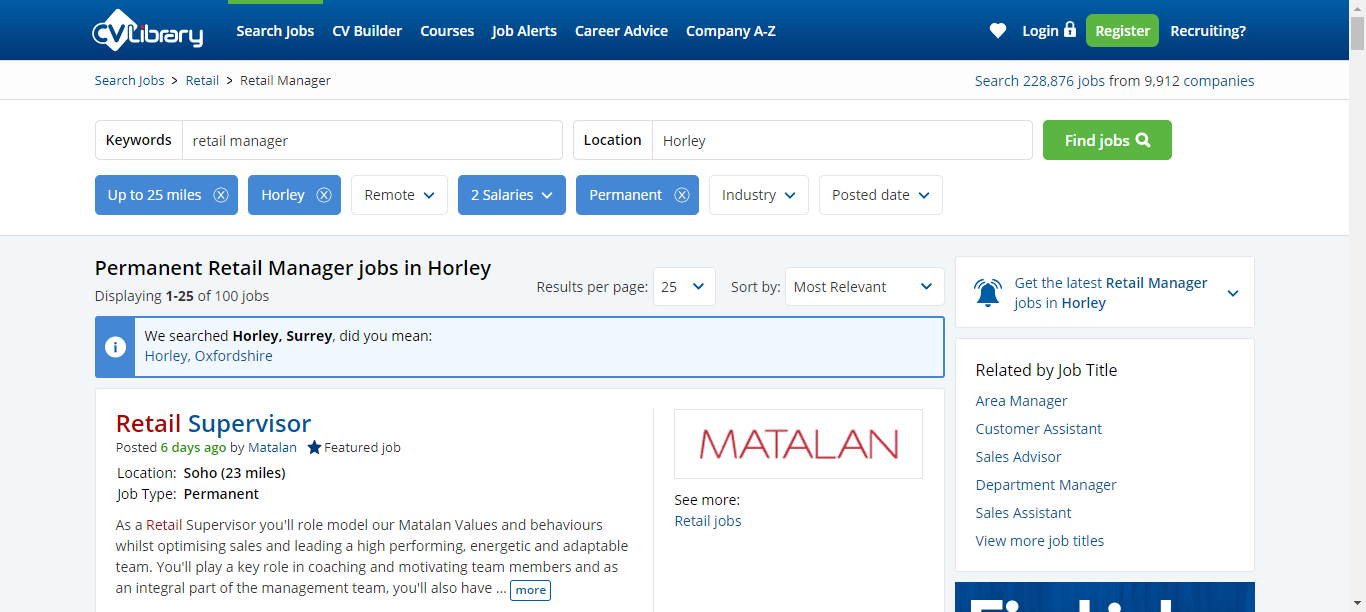 CVLibrary Search Jobs CV Builder Courses Job Alerts Career Advice Company A-Z Login Register Recruiting?
Search Jobs > Retail > Retail Manager Search 228,876 jobs from 9,912 companies
Keywords retail manager Location Horley Find jobs
Up to 25 miles Horley Remote 2 Salaries Permanent Industry Posted date
Permanent Retail Manager jobs in Horley
Displaying 1-25 of 100 jobs
Results per page: 25 Sort by: Most Relevant
We searched Horley, Surrey, did you mean:
Horley, Oxfordshire
Retail Supervisor
Posted 6 days ago by Matalan Featured job
Location: Soho (23 miles)
Job Type: Permanent
As a Retail Supervisor you'll role model our Matalan Values and behaviours
whilst optimising sales and leading a high performing, energetic and adaptable
team. You'll play a key role in coaching and motivating team members and as
an integral part of the management team, you'll also have ... more
MATALAN
See more:
Retail jobs
Get the latest Retail Manager
jobs in Horley
Related by Job Title
Area Manager
Customer Assistant
Sales Advisor
Department Manager
Sales Assistant
View more job titles